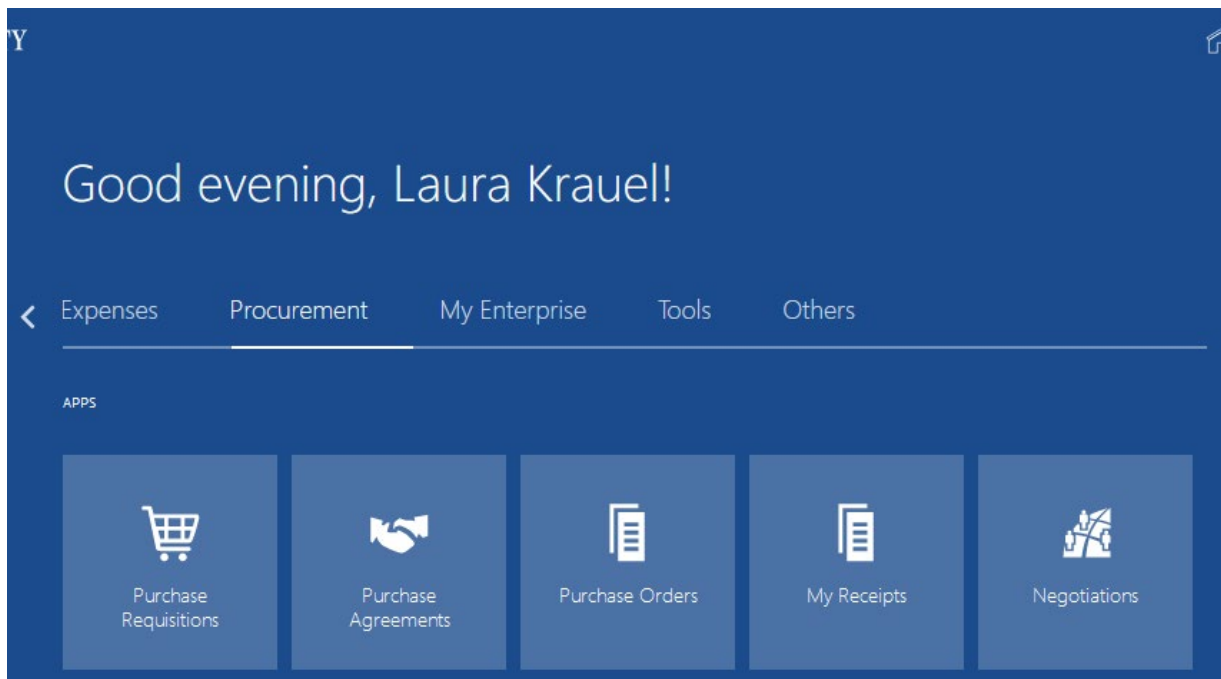 TY
Good evening, Laura Krauel!
Expenses Procurement My Enterprise Tools Others
APPS
Purchase Requisitions
Purchase Agreements
Purchase Orders
My Receipts
Negotiations